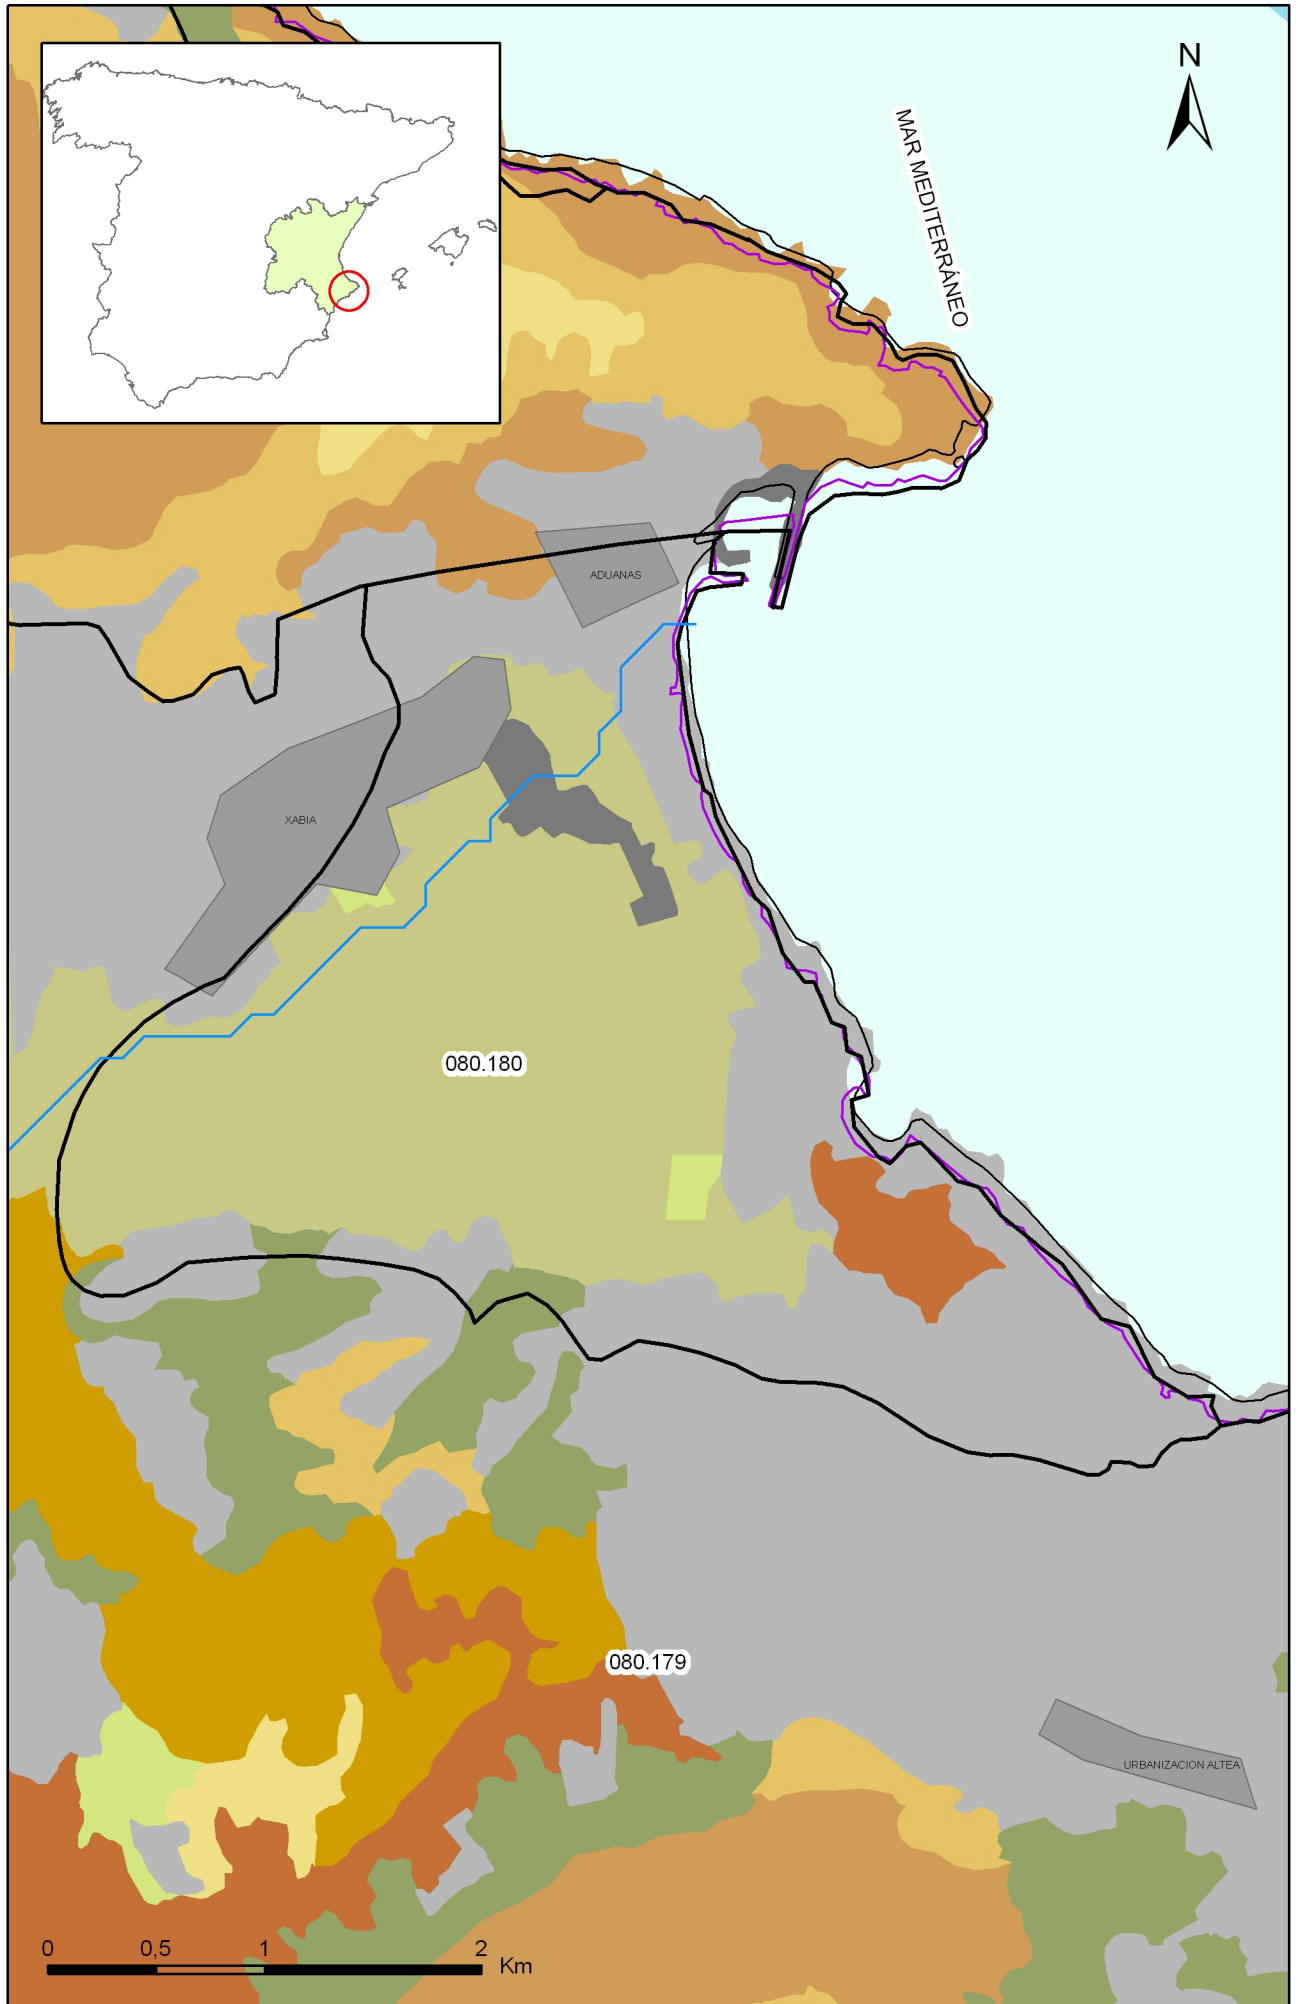 N
MAR MEDITERRÁNEO
ADUANAS
XABIA
080.180
080.179
URBANIZACION ALTEA
0 0,5 1 2
Km